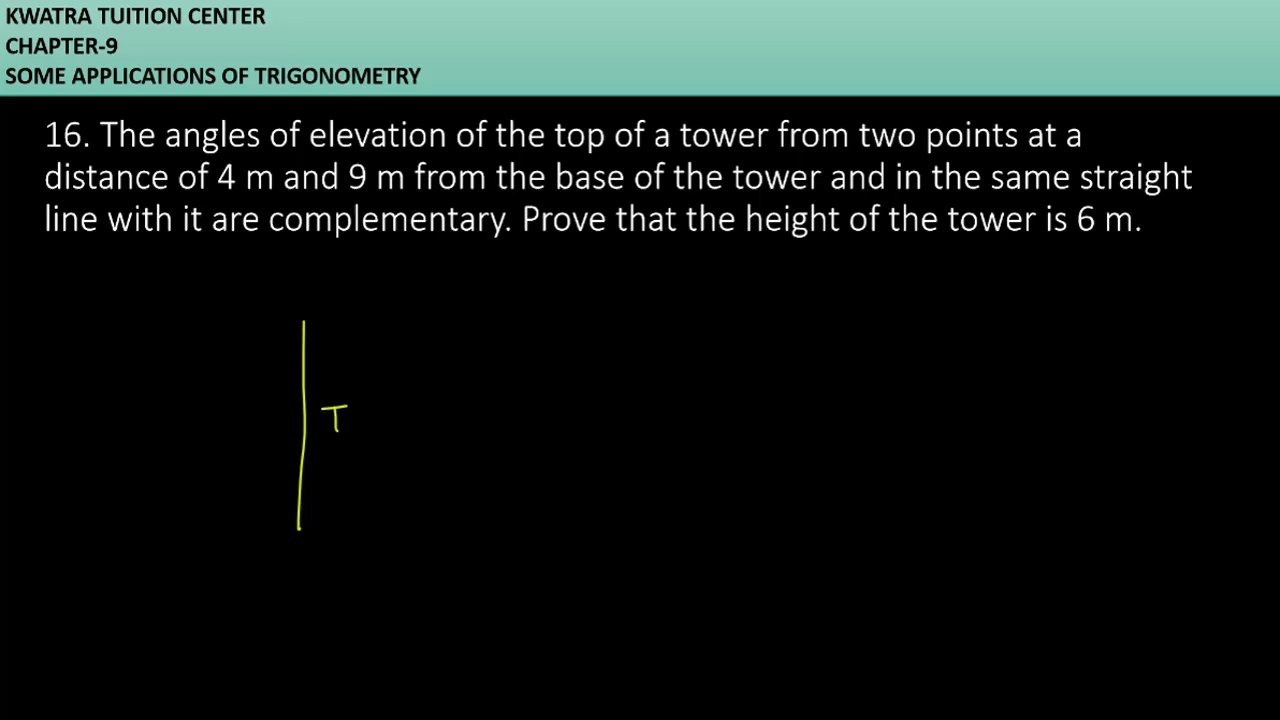 KWATRA TUITION CENTER
CHAPTER-9
SOME APPLICATIONS OF TRIGONOMETRY
16. The angles of elevation of the top of a tower from two points at a
distance of 4 m and 9 m from the base of the tower and in the same straight
line with it are complementary. Prove that the height of the tower is 6 m.
T